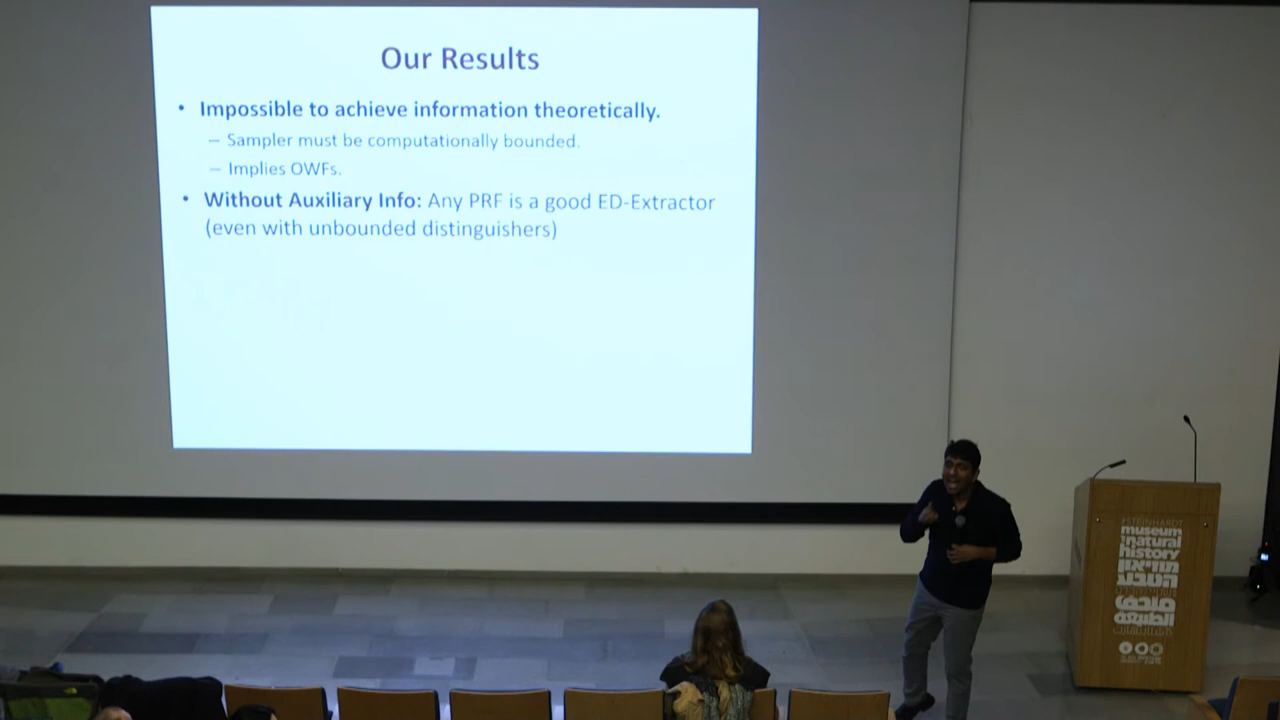 Our Results
• Impossible to achieve information theoretically.
– Sampler must be computationally bounded.
– Implies OWFs.
• Without Auxiliary Info: Any PRF is a good ED-Extractor
(even with unbounded distinguishers)
#STEINHARDT
museum
natural
history
מוזיאון
הטבע
متحف
الطبيعة